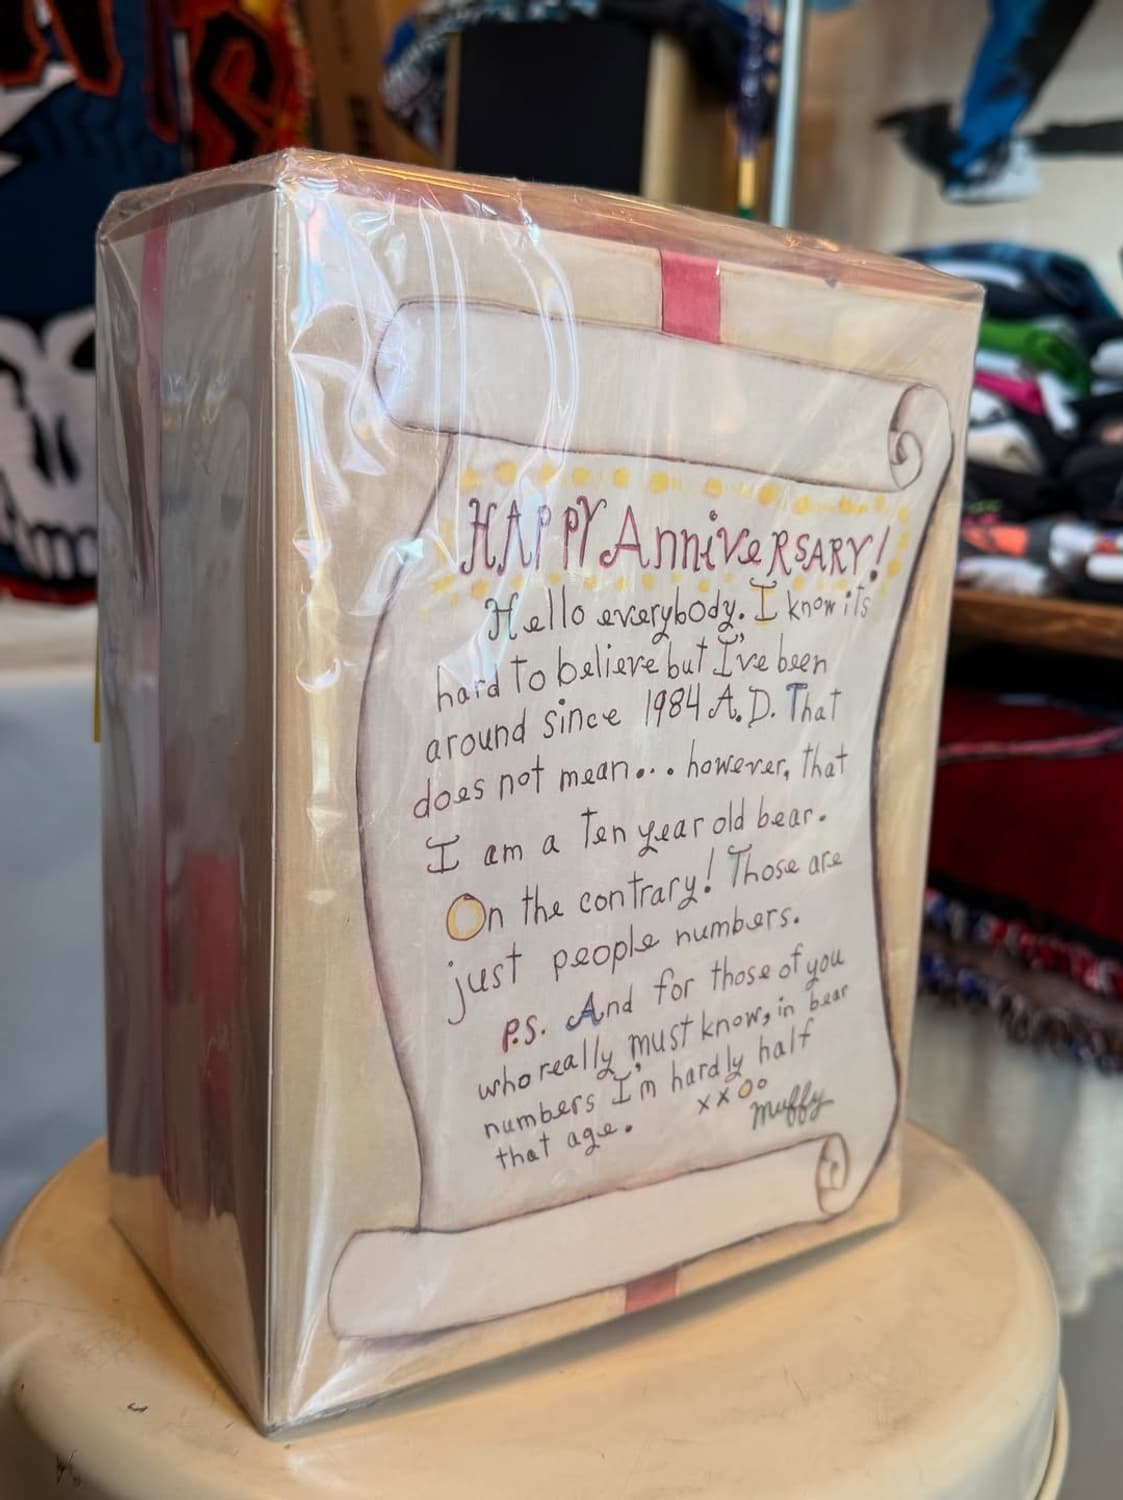 HAPPY AnniveRSARY!
Hello everybody. I know its
hard to believe but I've been
around since 1984 A.D. That
does not mean... however, that
I am a Ten year old bear.
On the contrary! Those are
just people numbers.
P.S. And for those of you
who really must know, in bear
numbers I'm hardly half
that age. xxoo
muffy